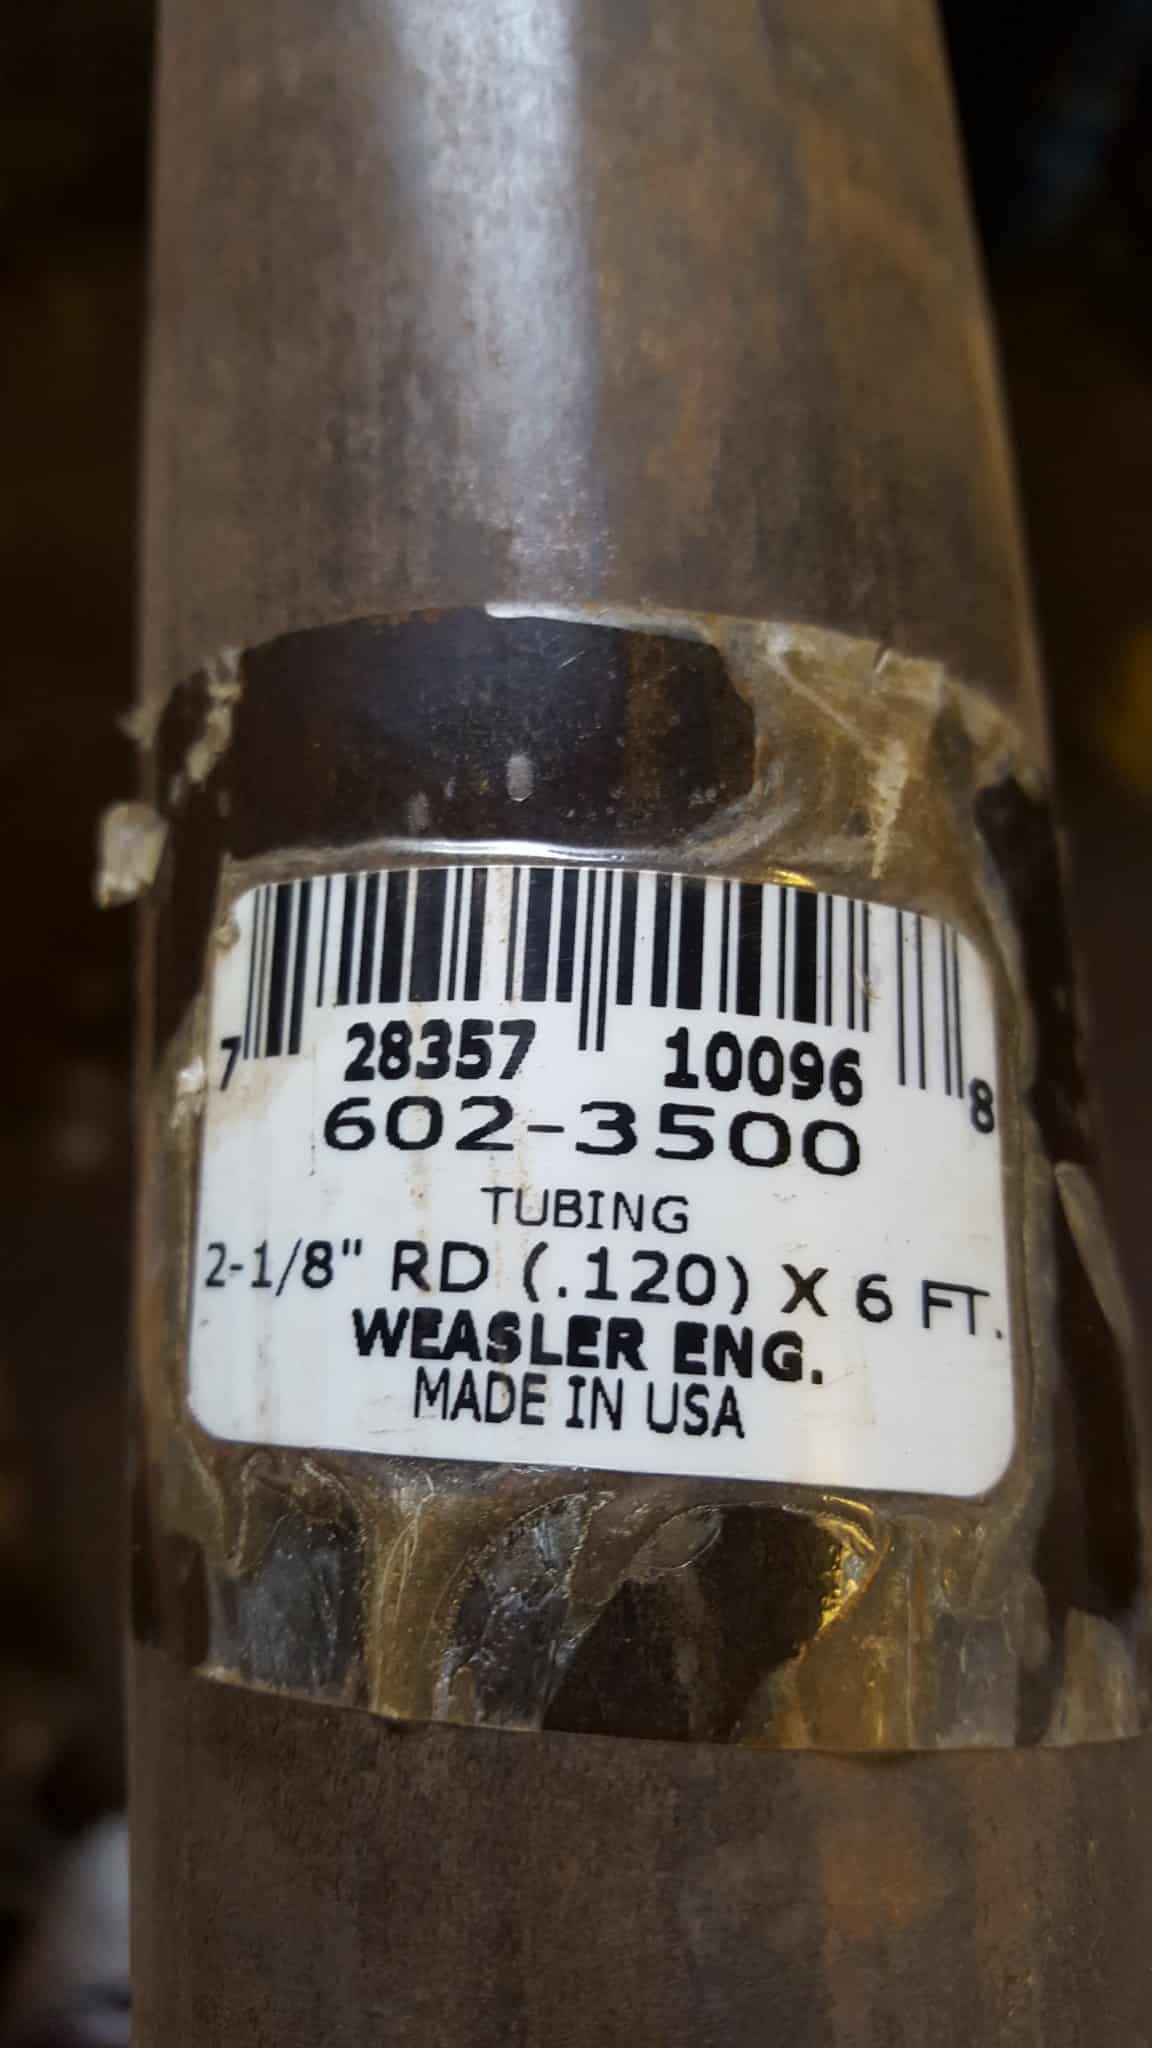 7 28357 10096 8
602-3500
TUBING
2-1/8" RD (.120) X 6 FT.
WEASLER ENG.
MADE IN USA